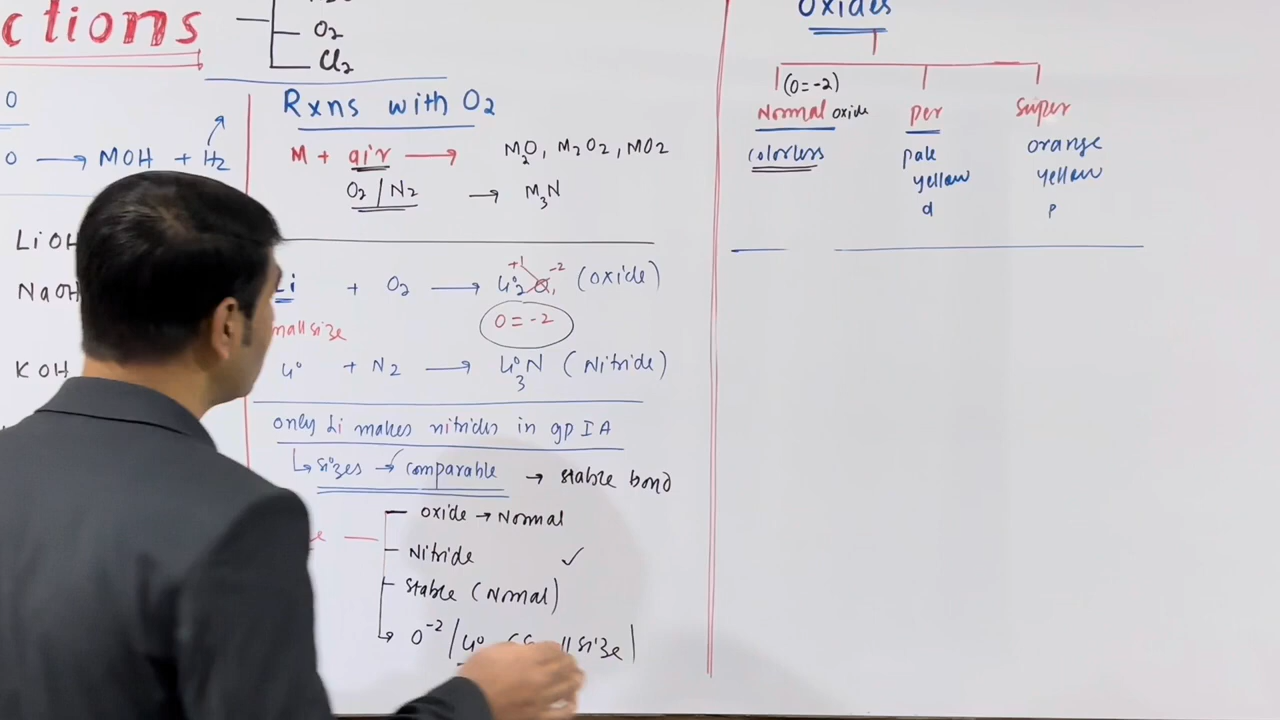 ctions
O2
Cl2
O
O → MOH + H2
LiOH
NaOH
KOH
Rxns with O2
M + air → M2O, M2O2, MO2
O2 / N2 → M3N
Li + O2 → Li2O (oxide)
+1 -2
O = -2
mall size
Li + N2 → Li3N (Nitride)
only Li makes nitrides in gp I A
↳ sizes → comparable → stable bond
oxide → Normal
Nitride ✓
stable (Normal)
O-2 / Li size
Oxides
(O = -2)
Normal oxide
colorless
per
pale
yellow
d
super
orange
yellow
p